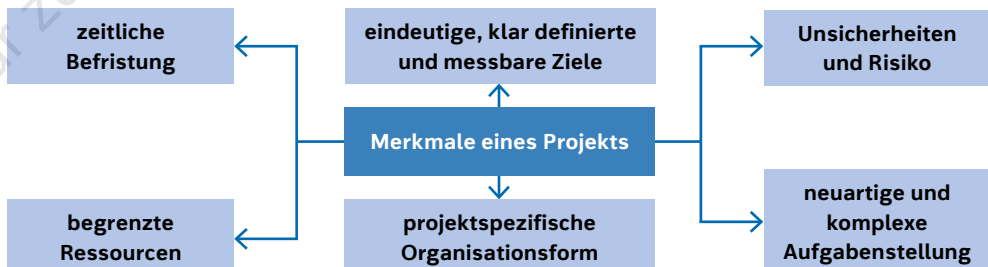 zeitliche
Befristung
eindeutige, klar definierte
und messbare Ziele
Unsicherheiten
und Risiko
Merkmale eines Projekts
begrenzte
Ressourcen
projektspezifische
Organisationsform
neuartige und
komplexe
Aufgabenstellung